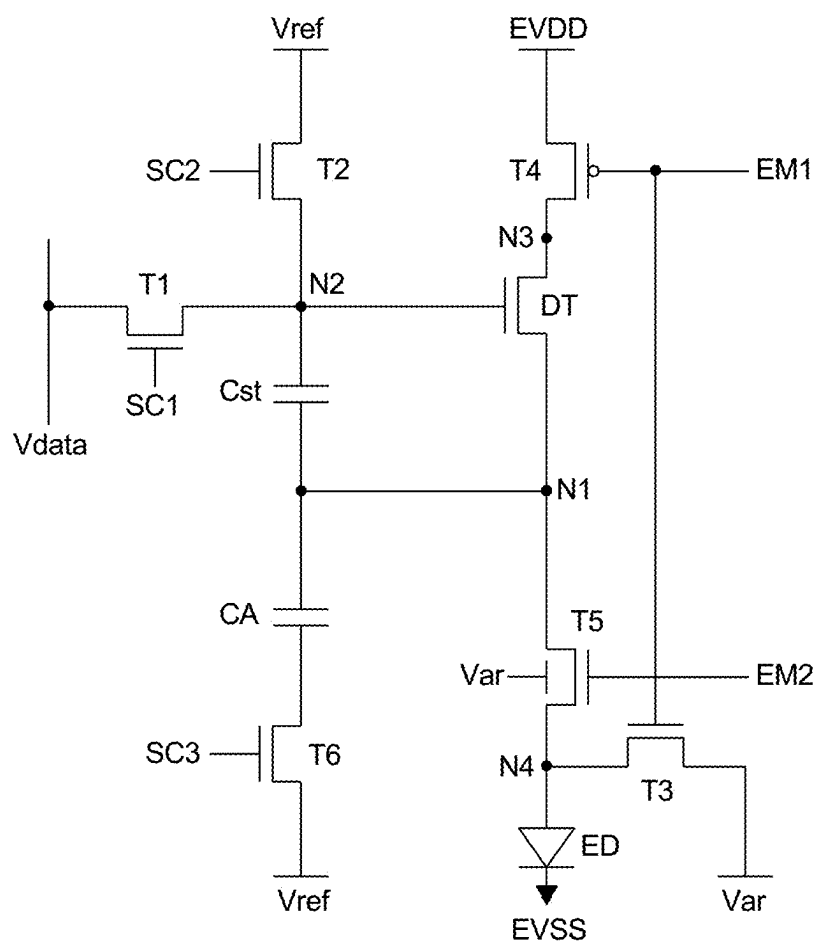 Vref
EVDD
SC2
T2
T4
EM1
N3
T1
N2
DT
SC1
Cst
Vdata
N1
CA
T5
Var
EM2
SC3
T6
N4
T3
ED
Vref
Var
EVSS